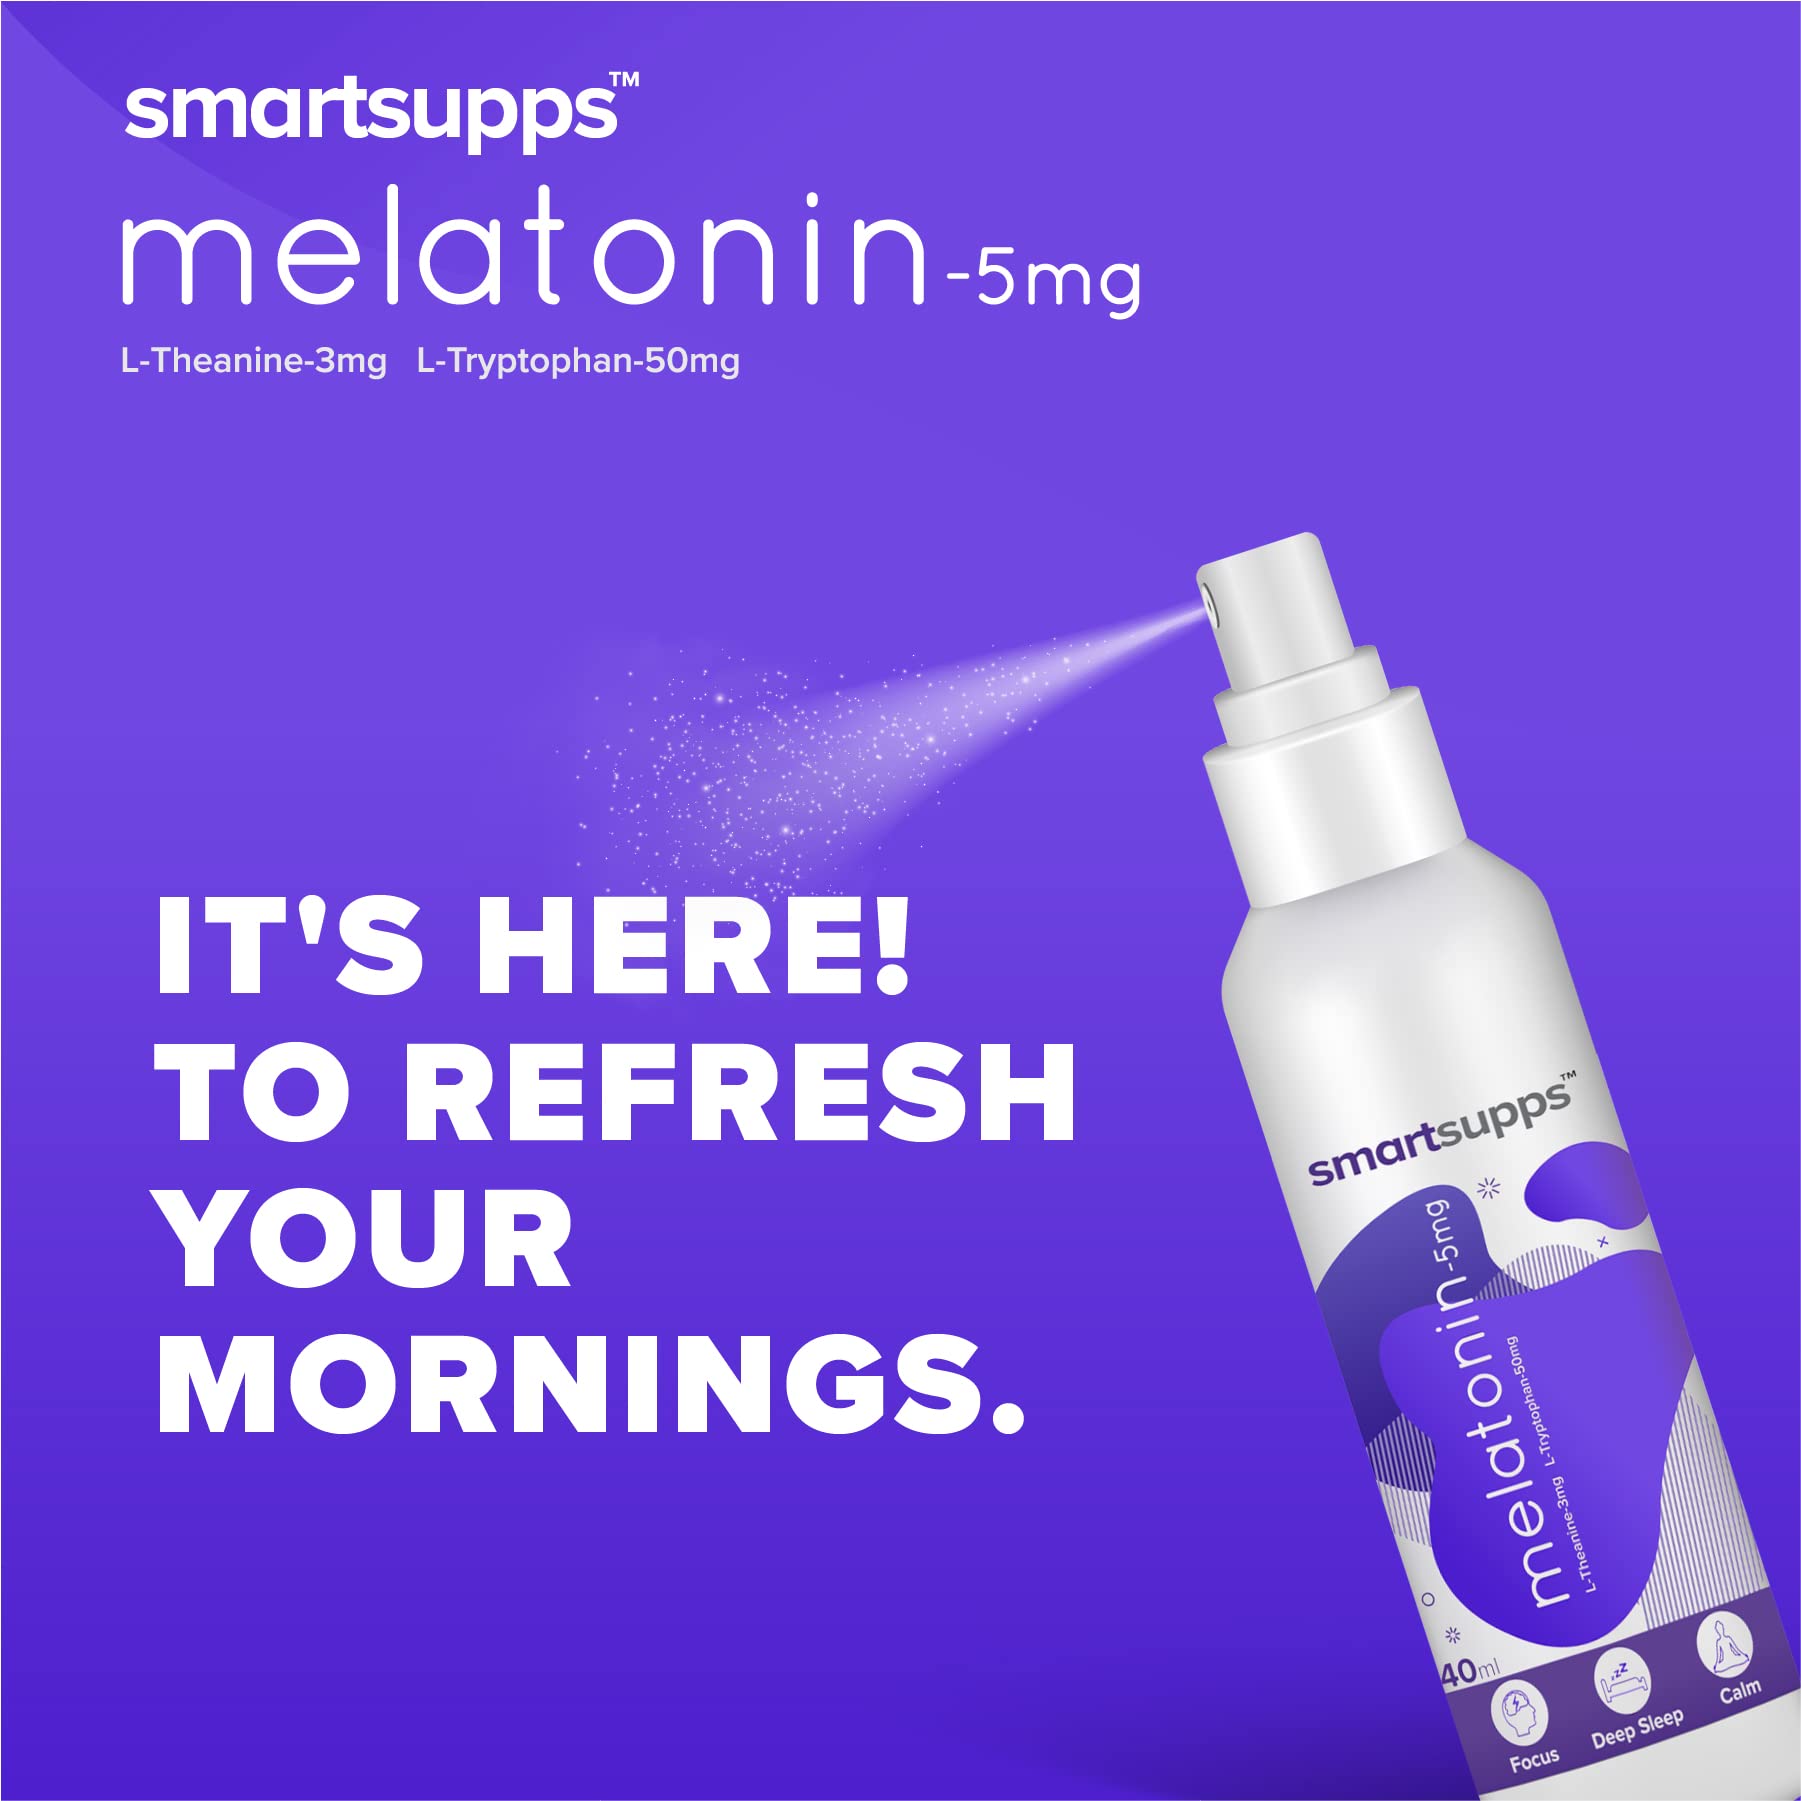 smartsupps™
melatonin-5mg
L-Theanine-3mg L-Tryptophan-50mg
IT'S HERE!
TO REFRESH
YOUR
MORNINGS.
smartsupps™
melatonin-5mg
L-Theanine-3mg L-Tryptophan-50mg
40ml
Focus
Deep Sleep
Calm